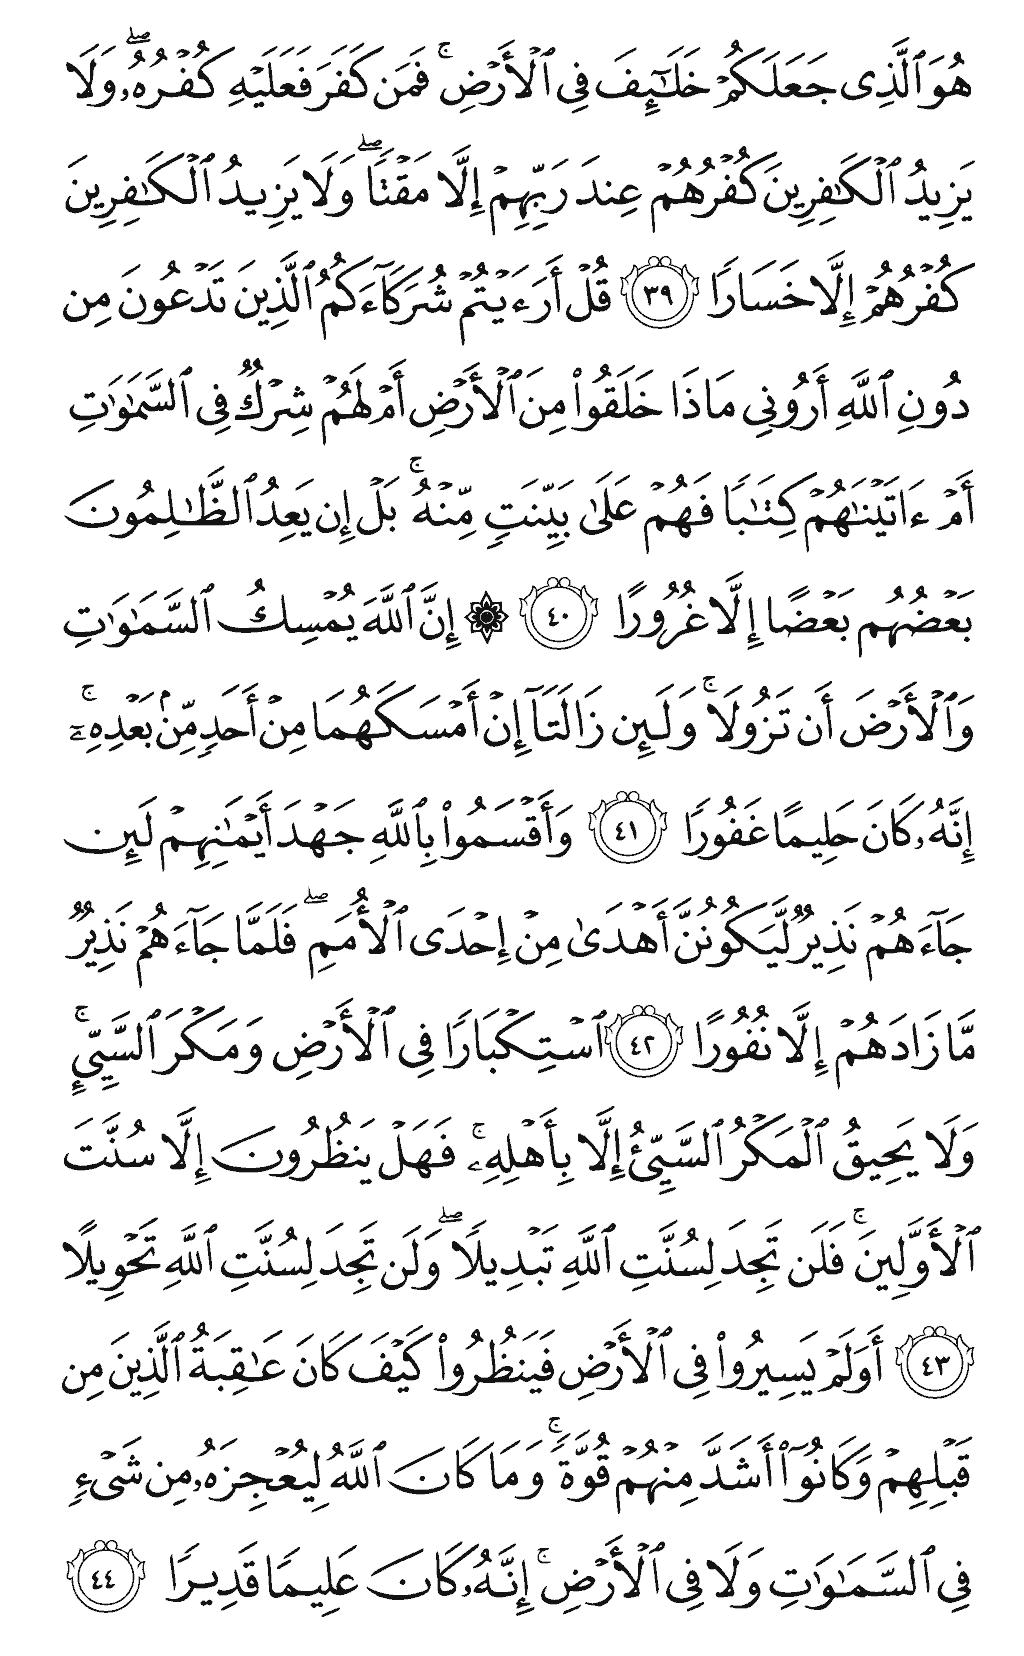 هُوَ ٱلَّذِى جَعَلَكُمۡ خَلَـٰٓئِفَ فِى ٱلۡأَرۡضِۚ فَمَن كَفَرَ فَعَلَيۡهِ كُفۡرُهُۥۖ وَلَا
يَزِيدُ ٱلۡكَـٰفِرِينَ كُفۡرُهُمۡ عِندَ رَبِّهِمۡ إِلَّا مَقۡتٗاۖ وَلَا يَزِيدُ ٱلۡكَـٰفِرِينَ
كُفۡرُهُمۡ إِلَّا خَسَارٗا ٣٩ قُلۡ أَرَءَيۡتُمۡ شُرَكَآءَكُمُ ٱلَّذِينَ تَدۡعُونَ مِن
دُونِ ٱللَّهِ أَرُونِى مَاذَا خَلَقُواْ مِنَ ٱلۡأَرۡضِ أَمۡ لَهُمۡ شِرۡكٞ فِى ٱلسَّمَـٰوَٰتِ
أَمۡ ءَاتَيۡنَـٰهُمۡ كِتَـٰبٗا فَهُمۡ عَلَىٰ بَيِّنَتٖ مِّنۡهُۚ بَلۡ إِن يَعِدُ ٱلظَّـٰلِمُونَ
بَعۡضُهُم بَعۡضًا إِلَّا غُرُورًا ٤٠ ۞ إِنَّ ٱللَّهَ يُمۡسِكُ ٱلسَّمَـٰوَٰتِ
وَٱلۡأَرۡضَ أَن تَزُولَاۚ وَلَئِن زَالَتَآ إِنۡ أَمۡسَكَهُمَا مِنۡ أَحَدٖ مِّنۢ بَعۡدِهِۦٓۚ
إِنَّهُۥ كَانَ حَلِيمًا غَفُورٗا ٤١ وَأَقۡسَمُواْ بِٱللَّهِ جَهۡدَ أَيۡمَـٰنِهِمۡ لَئِن
جَآءَهُمۡ نَذِيرٞ لَّيَكُونُنَّ أَهۡدَىٰ مِنۡ إِحۡدَى ٱلۡأُمَمِۖ فَلَمَّا جَآءَهُمۡ نَذِيرٞ
مَّا زَادَهُمۡ إِلَّا نُفُورًا ٤٢ ٱسۡتِكۡبَارٗا فِى ٱلۡأَرۡضِ وَمَكۡرَ ٱلسَّيِّىِٕۚ
وَلَا يَحِيقُ ٱلۡمَكۡرُ ٱلسَّيِّئُ إِلَّا بِأَهۡلِهِۦۚ فَهَلۡ يَنظُرُونَ إِلَّا سُنَّتَ
ٱلۡأَوَّلِينَۚ فَلَن تَجِدَ لِسُنَّتِ ٱللَّهِ تَبۡدِيلٗاۖ وَلَن تَجِدَ لِسُنَّتِ ٱللَّهِ تَحۡوِيلًا
٤٣ أَوَلَمۡ يَسِيرُواْ فِى ٱلۡأَرۡضِ فَيَنظُرُواْ كَيۡفَ كَانَ عَـٰقِبَةُ ٱلَّذِينَ مِن
قَبۡلِهِمۡ وَكَانُوٓاْ أَشَدَّ مِنۡهُمۡ قُوَّةٗۚ وَمَا كَانَ ٱللَّهُ لِيُعۡجِزَهُۥ مِن شَىۡءٖ
فِى ٱلسَّمَـٰوَٰتِ وَلَا فِى ٱلۡأَرۡضِۚ إِنَّهُۥ كَانَ عَلِيمٗا قَدِيرٗا ٤٤